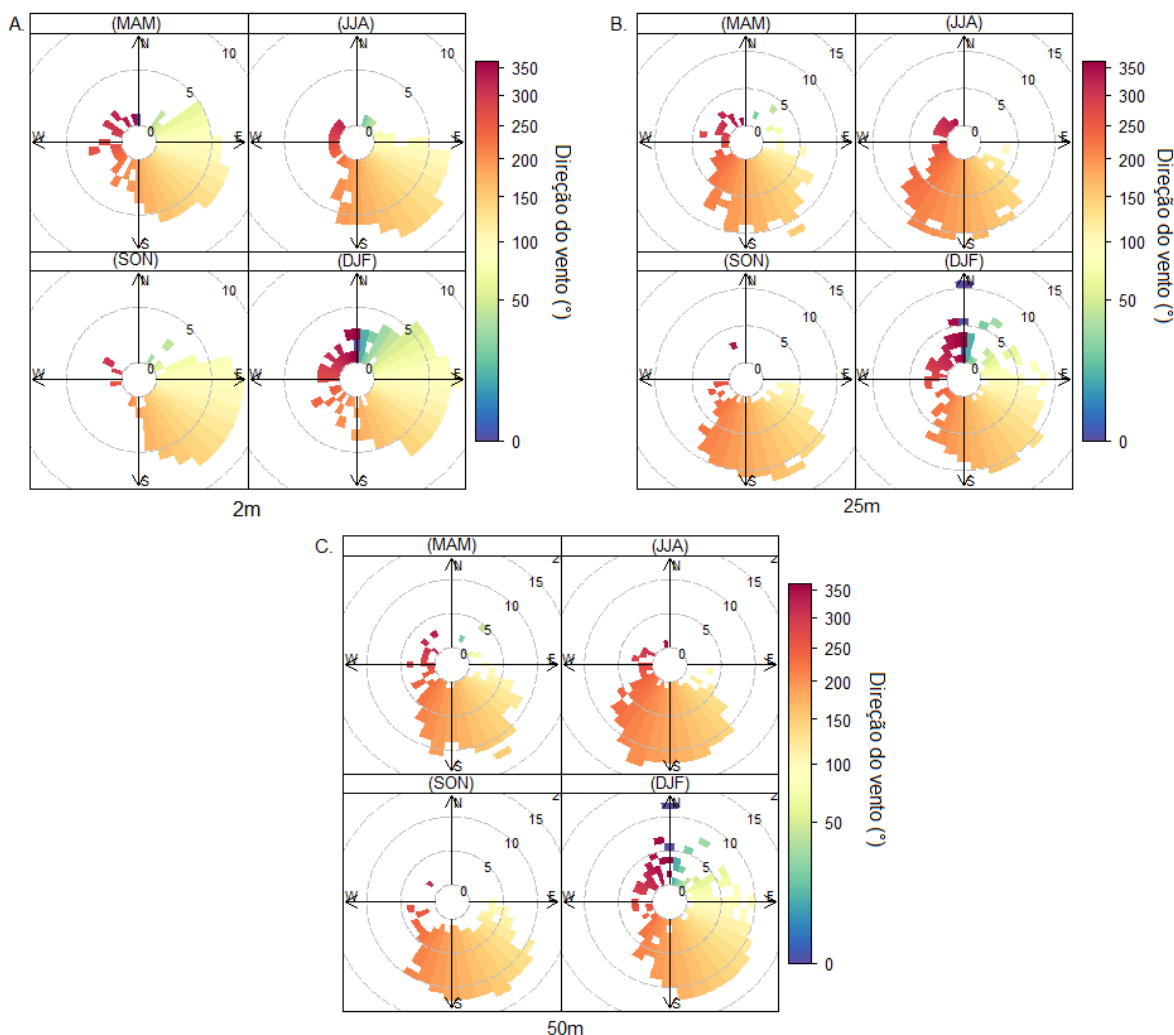 A.
(MAM) (JJA)
N 10 N 10
5 5
W 0 E W 0 E
S S
(SON) (DJF)
N 10 N 10
5 5
W 0 E W 0 E
S S
350
300
200
150
100
50
0
Direção do vento (°)
2m
B.
(MAM) (JJA)
N 15 N 15
10 10
5 5
W 0 E W 0 E
S S
(SON) (DJF)
N 15 N 15
10 10
5 5
W 0 E W 0 E
S S
350
300
200
150
100
50
0
Direção do vento (°)
25m
C.
(MAM) (JJA)
2 2
N 15 N 15
10 10
5 5
W 0 E W 0 E
S S
(SON) (DJF)
2 2
N 15 N 15
10 10
5 5
W 0 E W 0 E
S S
350
300
250
200
150
100
50
0
Direção do vento (°)
50m